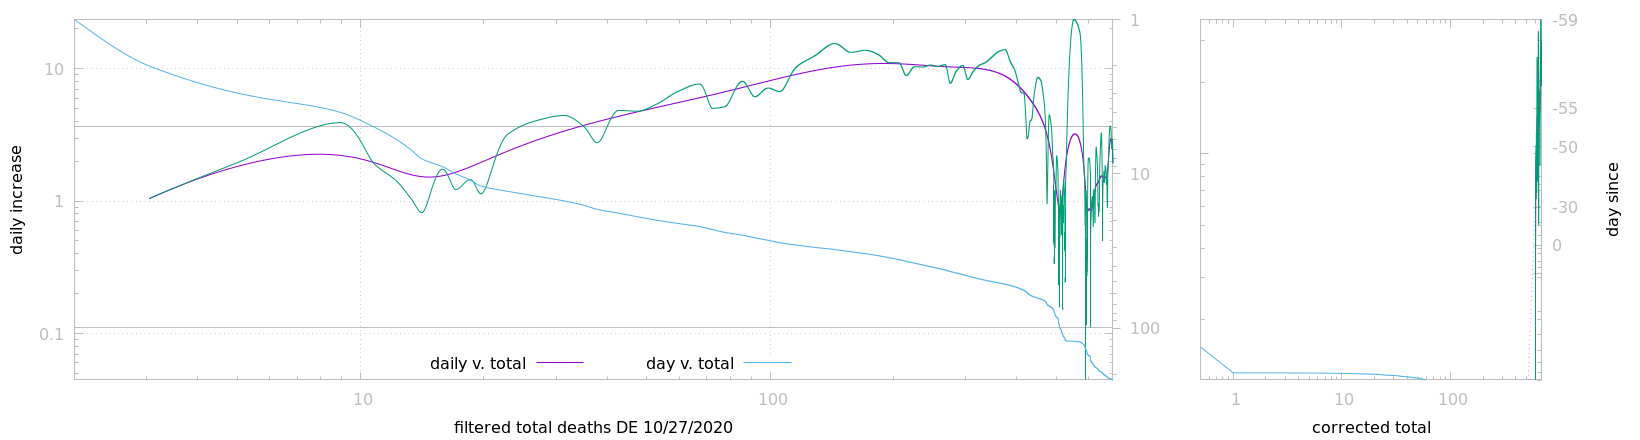 daily increase
10
1
0.1
daily v. total
day v. total
10
100
filtered total deaths DE 10/27/2020
1
10
100
1
10
100
corrected total
-59
-55
-50
-30
0
day since